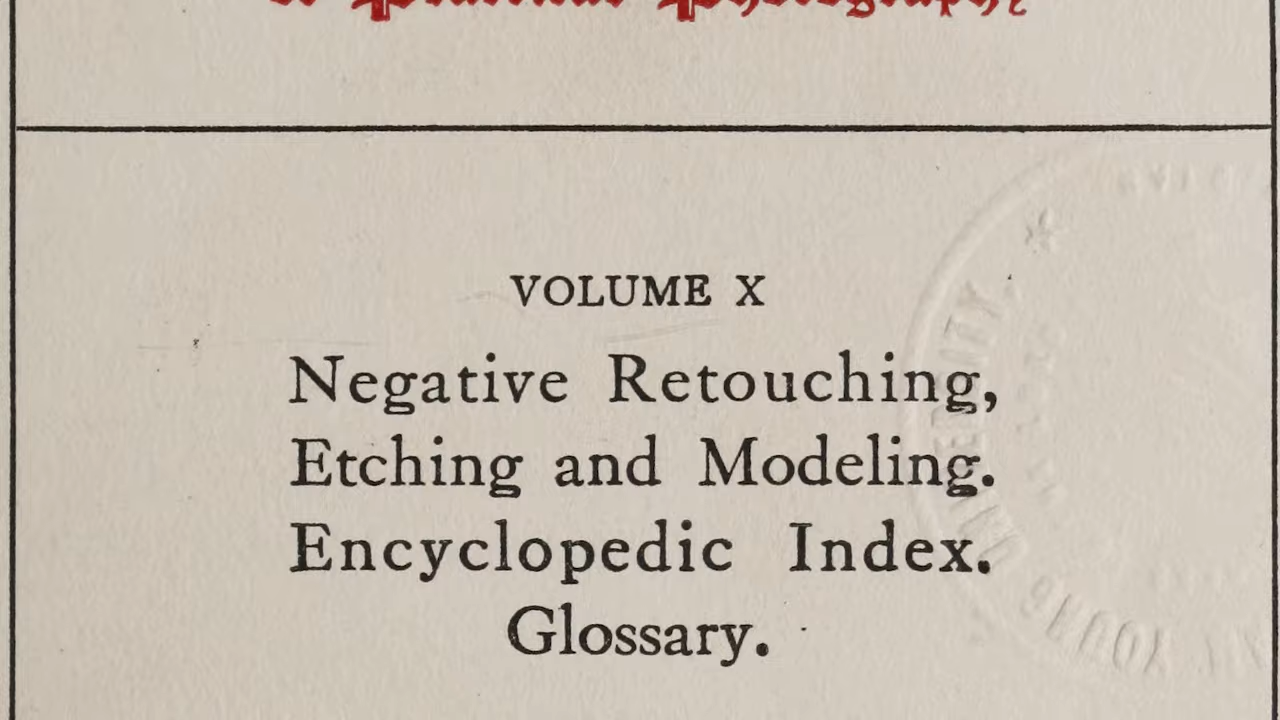 VOLUME X
Negative Retouching,
Etching and Modeling.
Encyclopedic Index.
Glossary.